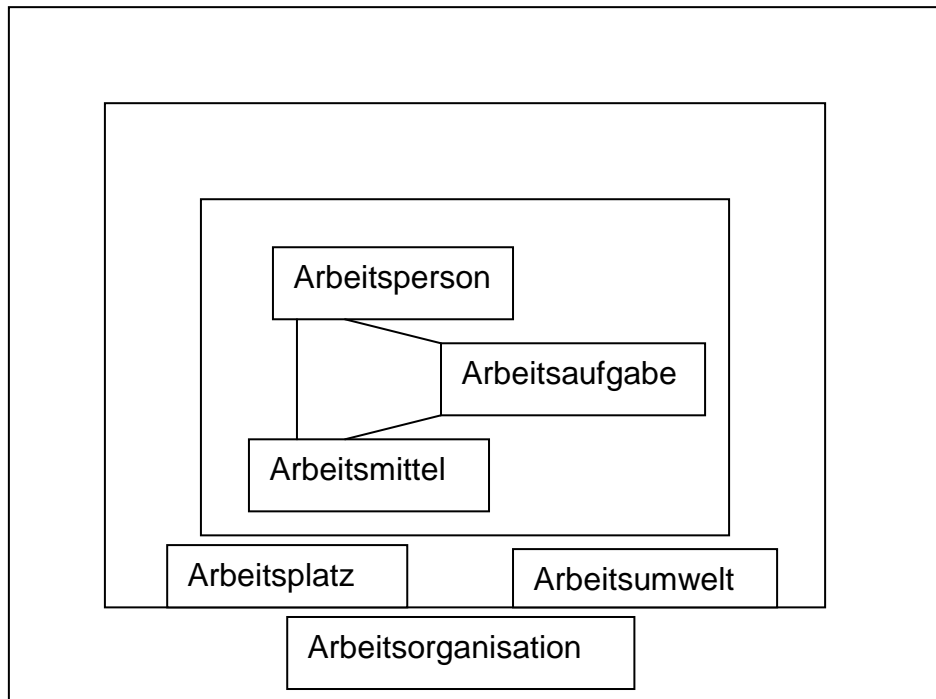 Arbeitsperson
Arbeitsaufgabe
Arbeitsmittel
Arbeitsplatz
Arbeitsumwelt
Arbeitsorganisation